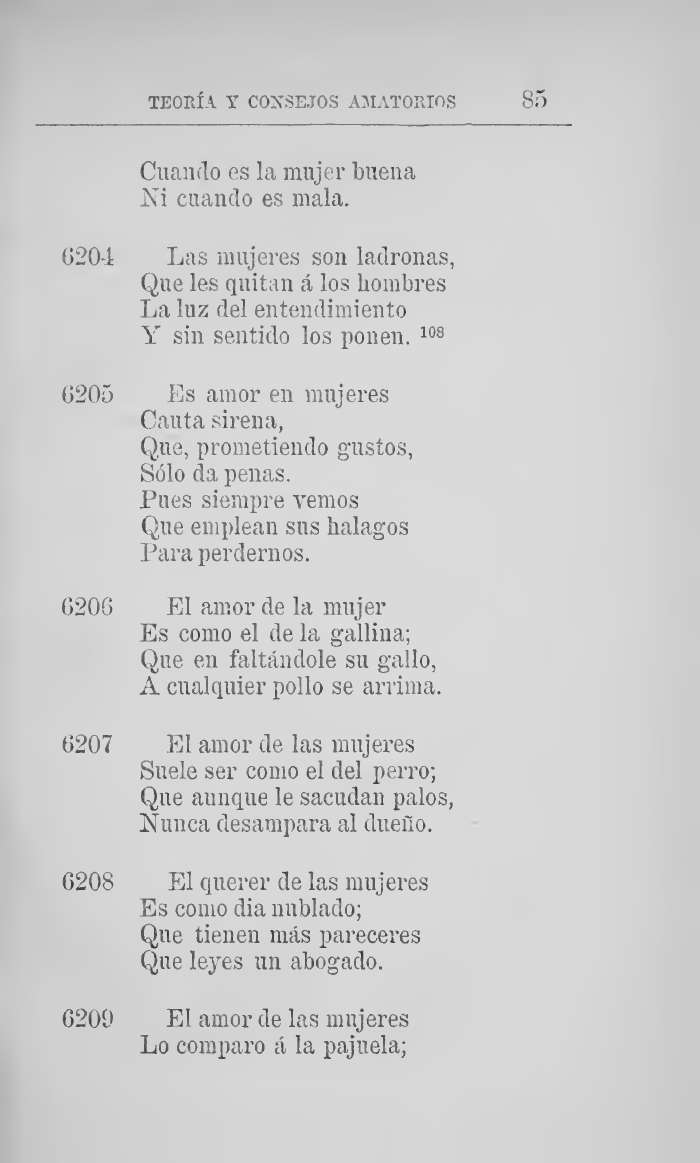 TEORÍA Y CONSEJOS AMATORIOS 85
Cuando es la mujer buena
Ni cuando es mala.
6204 Las mujeres son ladronas,
Que les quitan á los hombres
La luz del entendimiento
Y sin sentido los ponen. 108
6205 Es amor en mujeres
Cauta sirena,
Que, prometiendo gustos,
Sólo da penas.
Pues siempre vemos
Que emplean sus halagos
Para perdernos.
6206 El amor de la mujer
Es como el de la gallina;
Que en faltándole su gallo,
A cualquier pollo se arrima.
6207 El amor de las mujeres
Suele ser como el del perro;
Que aunque le sacudan palos,
Nunca desampara al dueño.
6208 El querer de las mujeres
Es como dia nublado;
Que tienen más pareceres
Que leyes un abogado.
6209 El amor de las mujeres
Lo comparo á la pajuela;